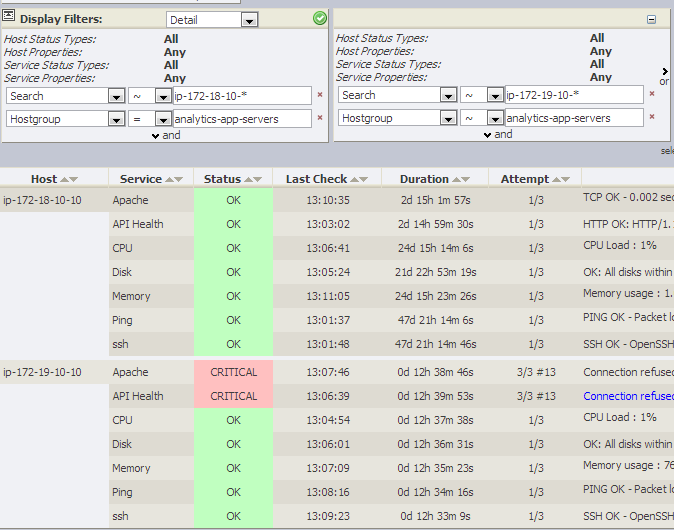 Display Filters: Detail
Host Status Types: All
Host Properties: Any
Service Status Types: All
Service Properties: Any
Search ~ ip-172-18-10-* ×
Hostgroup = analytics-app-servers ×
and
Host Status Types: All
Host Properties: Any
Service Status Types: All
Service Properties: Any
Search ~ ip-172-19-10-* ×
Hostgroup ~ analytics-app-servers ×
and
or
Host Service Status Last Check Duration Attempt
ip-172-18-10-10 Apache OK 13:10:35 2d 15h 1m 57s 1/3 TCP OK - 0.002 sec
API Health OK 13:03:02 2d 14h 59m 30s 1/3 HTTP OK: HTTP/1.
CPU OK 13:06:41 24d 15h 14m 6s 1/3 CPU Load : 1%
Disk OK 13:05:24 21d 22h 53m 19s 1/3 OK: All disks within
Memory OK 13:11:05 24d 15h 23m 26s 1/3 Memory usage : 1.
Ping OK 13:01:37 47d 21h 14m 6s 1/3 PING OK - Packet lo
ssh OK 13:01:48 47d 21h 14m 46s 1/3 SSH OK - OpenSSH
ip-172-19-10-10 Apache CRITICAL 13:07:46 0d 12h 38m 46s 3/3 #13 Connection refused
API Health CRITICAL 13:06:39 0d 12h 39m 53s 3/3 #13 Connection refused
CPU OK 13:04:54 0d 12h 37m 38s 1/3 CPU Load : 1%
Disk OK 13:06:01 0d 12h 36m 31s 1/3 OK: All disks within
Memory OK 13:07:09 0d 12h 35m 23s 1/3 Memory usage : 76
Ping OK 13:08:16 0d 12h 34m 16s 1/3 PING OK - Packet lo
ssh OK 13:09:23 0d 12h 33m 9s 1/3 SSH OK - OpenSSH